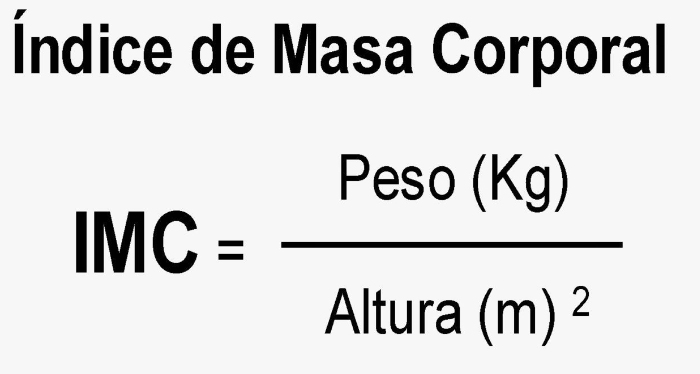 Índice de Masa Corporal
Peso (Kg)
IMC =
Altura (m) ²